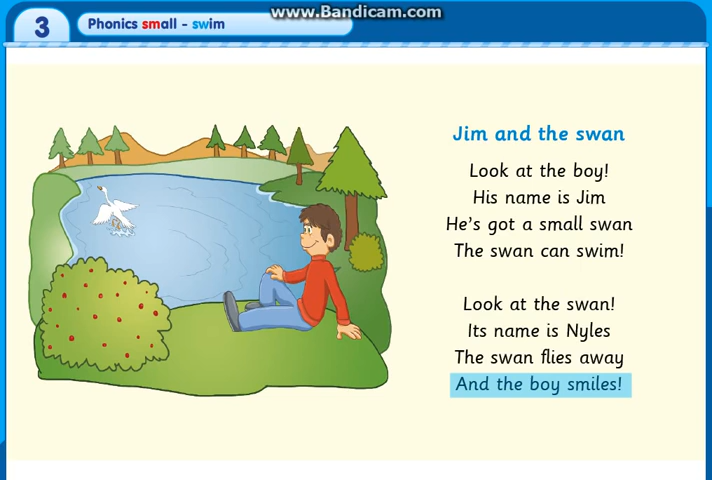 www.Bandicam.com
3 Phonics small - swim
Jim and the swan
Look at the boy!
His name is Jim
He's got a small swan
The swan can swim!
Look at the swan!
Its name is Nyles
The swan flies away
And the boy smiles!